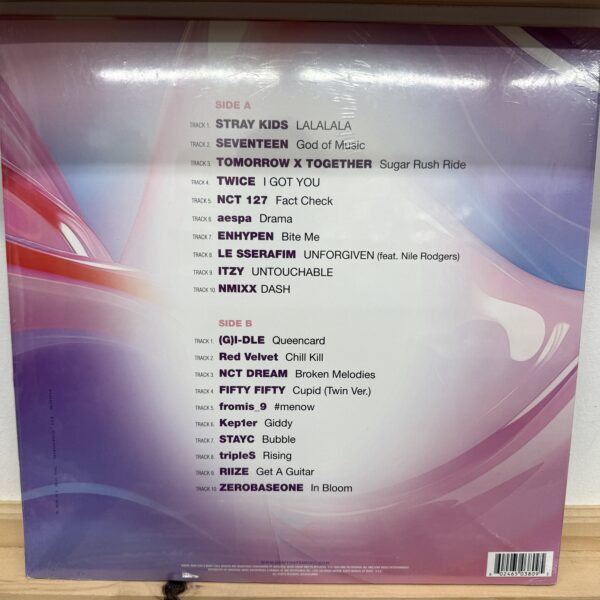 SIDE A
TRACK 1. STRAY KIDS LALALALA
TRACK 2. SEVENTEEN God of Music
TRACK 3. TOMORROW X TOGETHER Sugar Rush Ride
TRACK 4. TWICE I GOT YOU
TRACK 5. NCT 127 Fact Check
TRACK 6. aespa Drama
TRACK 7. ENHYPEN Bite Me
TRACK 8. LE SSERAFIM UNFORGIVEN (feat. Nile Rodgers)
TRACK 9. ITZY UNTOUCHABLE
TRACK 10. NMIXX DASH
SIDE B
TRACK 1. (G)I-DLE Queencard
TRACK 2. Red Velvet Chill Kill
TRACK 3. NCT DREAM Broken Melodies
TRACK 4. FIFTY FIFTY Cupid (Twin Ver.)
TRACK 5. fromis_9 #menow
TRACK 6. Kep1er Giddy
TRACK 7. STAYC Bubble
TRACK 8. tripleS Rising
TRACK 9. RIIZE Get A Guitar
TRACK 10. ZEROBASEONE In Bloom